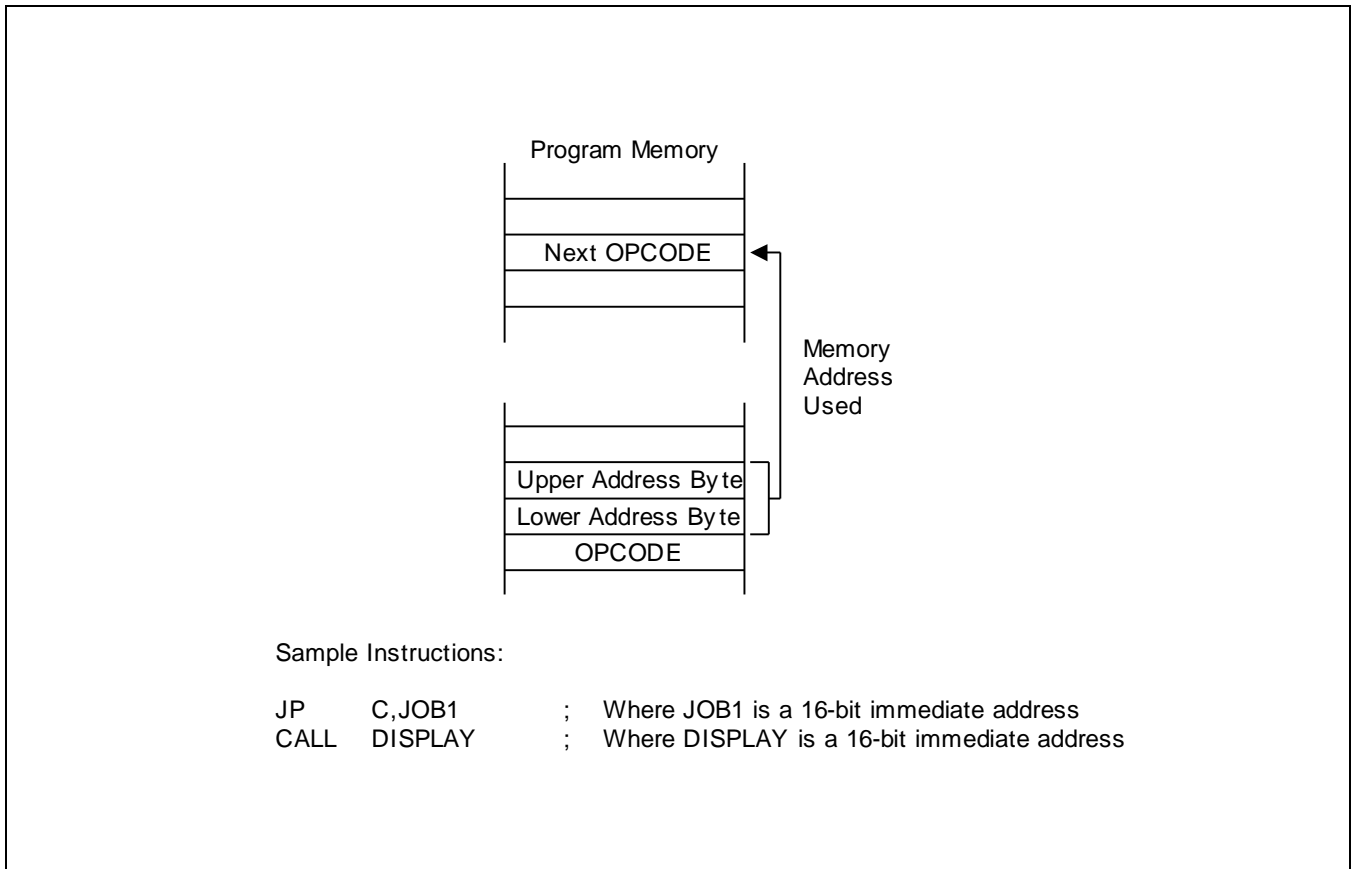 Program Memory
Next OPCODE
Memory
Address
Used
Upper Address Byte
Lower Address Byte
OPCODE
Sample Instructions:
JP C,JOB1 ; Where JOB1 is a 16-bit immediate address
CALL DISPLAY ; Where DISPLAY is a 16-bit immediate address